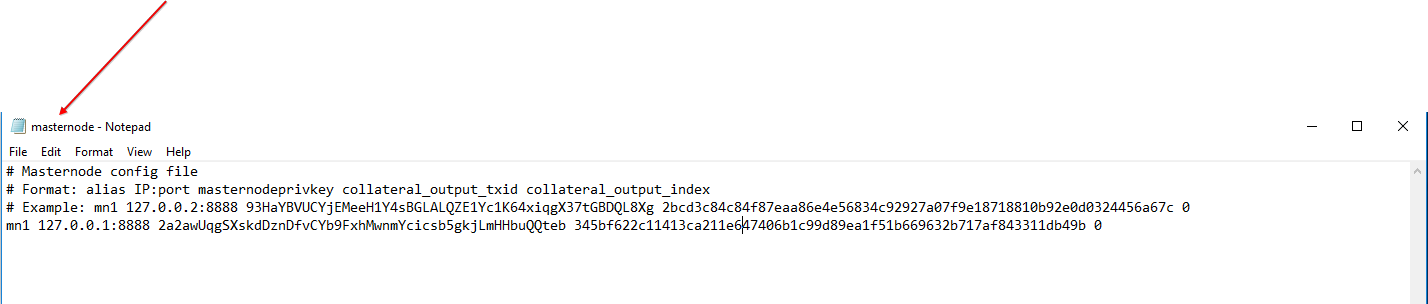 masternode - Notepad
File Edit Format View Help
# Masternode config file
# Format: alias IP:port masternodeprivkey collateral_output_txid collateral_output_index
# Example: mn1 127.0.0.2:8888 93HaYBVUCYjEMeeH1Y4sBGLALQZE1Yc1K64xiqgX37tGBDQL8Xg 2bcd3c84c84f87eaa86e4e56834c92927a07f9e18718810b92e0d0324456a67c 0
mn1 127.0.0.1:8888 2a2awUqgSXskdDznDfvCYb9FxhMwnmYcicsb5gkjLmHHbuQQteb 345bf622c11413ca211e647406b1c99d89ea1f51b669632b717af843311db49b 0